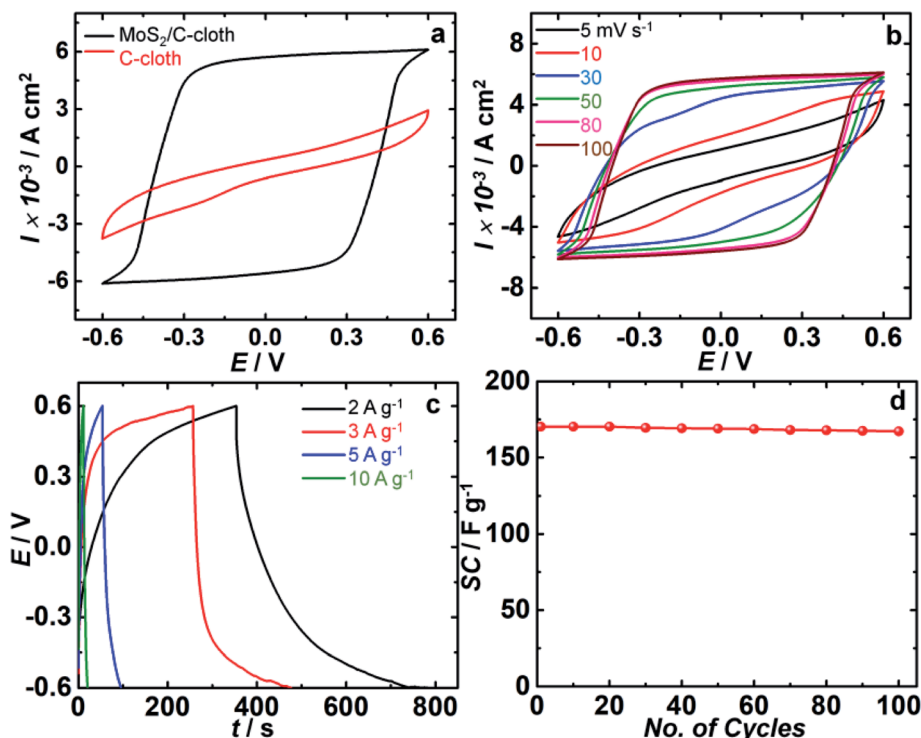 a
MoS₂/C-cloth
C-cloth
I × 10⁻³ / A cm²
6
3
0
-3
-6
-0.6
-0.3
0.0
0.3
0.6
E / V
b
5 mV s⁻¹
10
30
50
80
100
I × 10⁻³ / A cm²
8
4
0
-4
-8
-0.6
-0.3
0.0
0.3
0.6
E / V
c
2 A g⁻¹
3 A g⁻¹
5 A g⁻¹
10 A g⁻¹
E / V
0.6
0.3
0.0
-0.3
-0.6
0
200
400
600
800
t / s
d
SC / F g⁻¹
200
150
100
50
0
0
20
40
60
80
100
No. of Cycles